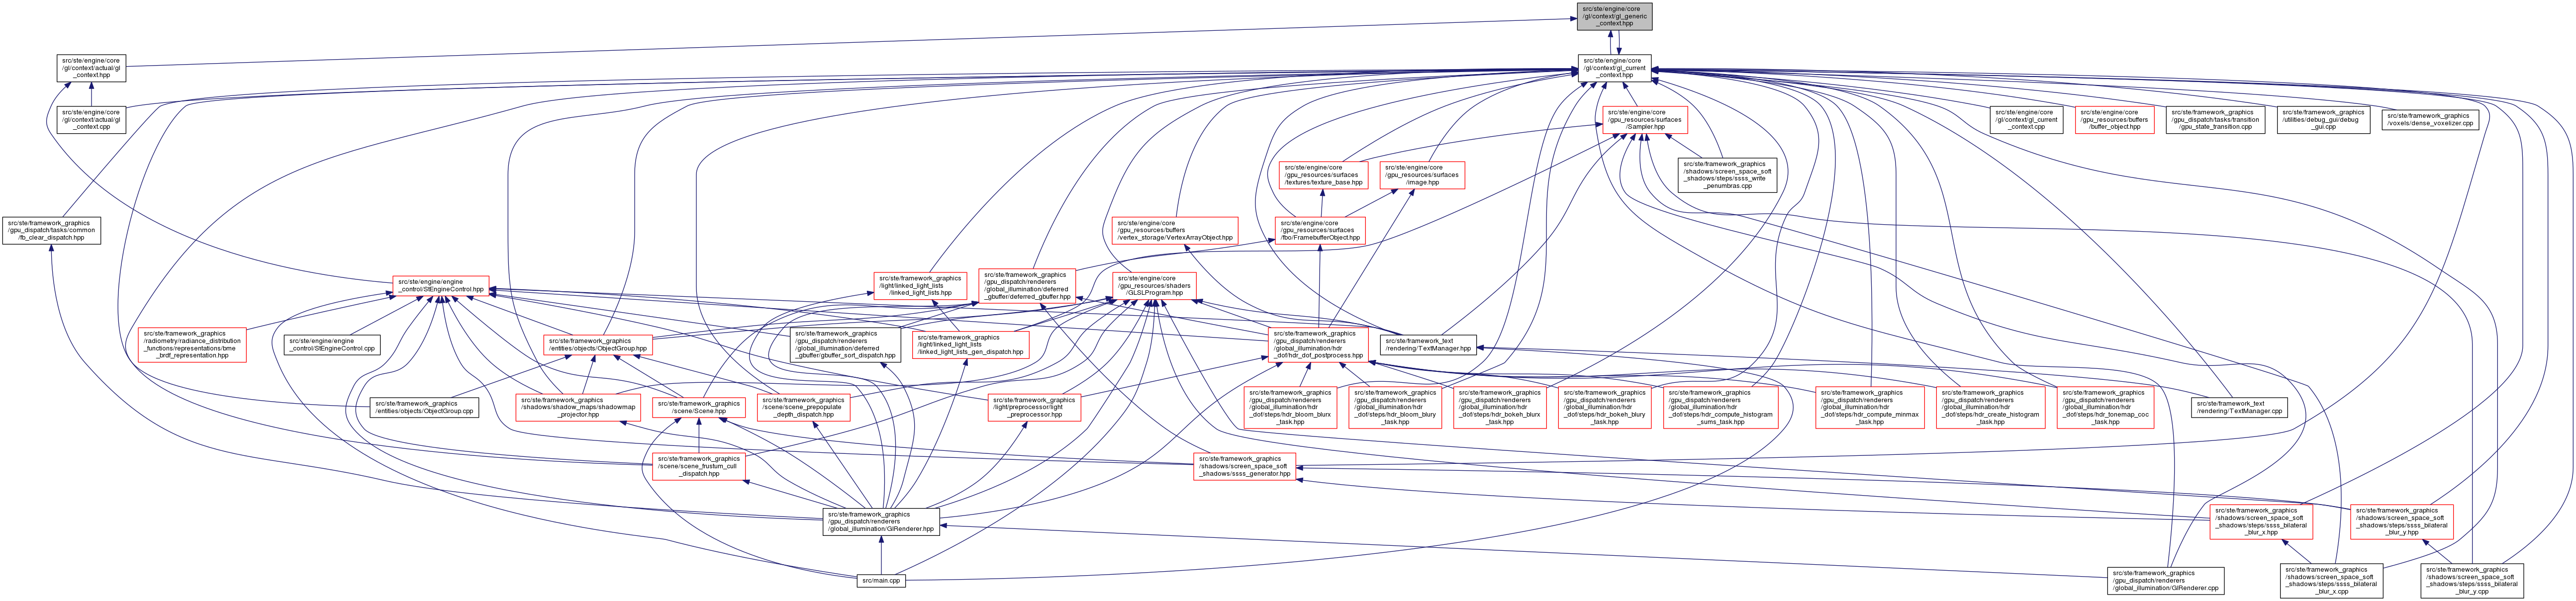 src/ste/engine/core
/gl/context/gl_generic
_context.hpp
src/ste/engine/core
/gl/context/actual/gl
_context.hpp
src/ste/engine/core
/gl/context/gl_current
_context.hpp
src/ste/engine/core
/gl/context/actual/gl
_context.cpp
src/ste/engine/core
/gpu_resources/surfaces
/Sampler.hpp
src/ste/engine/core
/gl/context/gl_current
_context.cpp
src/ste/engine/core
/gpu_resources/buffers
/buffer_object.hpp
src/ste/framework_graphics
/gpu_dispatch/tasks/transition
/gpu_state_transition.cpp
src/ste/framework_graphics
/utilities/debug_gui/debug
_gui.cpp
src/ste/framework_graphics
/voxels/dense_voxelizer.cpp
src/ste/engine/core
/gpu_resources/surfaces
/textures/texture_base.hpp
src/ste/engine/core
/gpu_resources/surfaces
/image.hpp
src/ste/framework_graphics
/shadows/screen_space_soft
_shadows/steps/ssss_write
_penumbras.cpp
src/ste/framework_graphics
/gpu_dispatch/tasks/common
/fb_clear_dispatch.hpp
src/ste/engine/core
/gpu_resources/buffers
/vertex_storage/VertexArrayObject.hpp
src/ste/engine/core
/gpu_resources/surfaces
/fbo/FramebufferObject.hpp
src/ste/engine/engine
_control/StEngineControl.hpp
src/ste/framework_graphics
/light/linked_light_lists
/linked_light_lists.hpp
src/ste/framework_graphics
/gpu_dispatch/renderers
/global_illumination/deferred
_gbuffer/deferred_gbuffer.hpp
src/ste/engine/core
/gpu_resources/shaders
/GLSLProgram.hpp
src/ste/framework_graphics
/radiometry/radiance_distribution
_functions/representations/bme
_brdf_representation.hpp
src/ste/engine/engine
_control/StEngineControl.cpp
src/ste/framework_graphics
/entities/objects/ObjectGroup.hpp
src/ste/framework_graphics
/gpu_dispatch/renderers
/global_illumination/deferred
_gbuffer/gbuffer_sort_dispatch.hpp
src/ste/framework_graphics
/light/linked_light_lists
/linked_light_lists_gen_dispatch.hpp
src/ste/framework_graphics
/gpu_dispatch/renderers
/global_illumination/hdr
_dof/hdr_dof_postprocess.hpp
src/ste/framework_text
/rendering/TextManager.hpp
src/ste/framework_graphics
/entities/objects/ObjectGroup.cpp
src/ste/framework_graphics
/shadows/shadow_maps/shadowmap
_projector.hpp
src/ste/framework_graphics
/scene/Scene.hpp
src/ste/framework_graphics
/scene/scene_prepopulate
_depth_dispatch.hpp
src/ste/framework_graphics
/light/preprocessor/light
_preprocessor.hpp
src/ste/framework_graphics
/gpu_dispatch/renderers
/global_illumination/hdr
_dof/steps/hdr_bloom_blurx
_task.hpp
src/ste/framework_graphics
/gpu_dispatch/renderers
/global_illumination/hdr
_dof/steps/hdr_bloom_blury
_task.hpp
src/ste/framework_graphics
/gpu_dispatch/renderers
/global_illumination/hdr
_dof/steps/hdr_bokeh_blurx
_task.hpp
src/ste/framework_graphics
/gpu_dispatch/renderers
/global_illumination/hdr
_dof/steps/hdr_bokeh_blury
_task.hpp
src/ste/framework_graphics
/gpu_dispatch/renderers
/global_illumination/hdr
_dof/steps/hdr_compute_histogram
_sums_task.hpp
src/ste/framework_graphics
/gpu_dispatch/renderers
/global_illumination/hdr
_dof/steps/hdr_compute_minmax
_task.hpp
src/ste/framework_graphics
/gpu_dispatch/renderers
/global_illumination/hdr
_dof/steps/hdr_create_histogram
_task.hpp
src/ste/framework_graphics
/gpu_dispatch/renderers
/global_illumination/hdr
_dof/steps/hdr_tonemap_coc
_task.hpp
src/ste/framework_text
/rendering/TextManager.cpp
src/ste/framework_graphics
/scene/scene_frustum_cull
_dispatch.hpp
src/ste/framework_graphics
/shadows/screen_space_soft
_shadows/ssss_generator.hpp
src/ste/framework_graphics
/gpu_dispatch/renderers
/global_illumination/GIRenderer.hpp
src/ste/framework_graphics
/shadows/screen_space_soft
_shadows/steps/ssss_bilateral
_blur_x.hpp
src/ste/framework_graphics
/shadows/screen_space_soft
_shadows/steps/ssss_bilateral
_blur_y.hpp
src/main.cpp
src/ste/framework_graphics
/gpu_dispatch/renderers
/global_illumination/GIRenderer.cpp
src/ste/framework_graphics
/shadows/screen_space_soft
_shadows/steps/ssss_bilateral
_blur_x.cpp
src/ste/framework_graphics
/shadows/screen_space_soft
_shadows/steps/ssss_bilateral
_blur_y.cpp